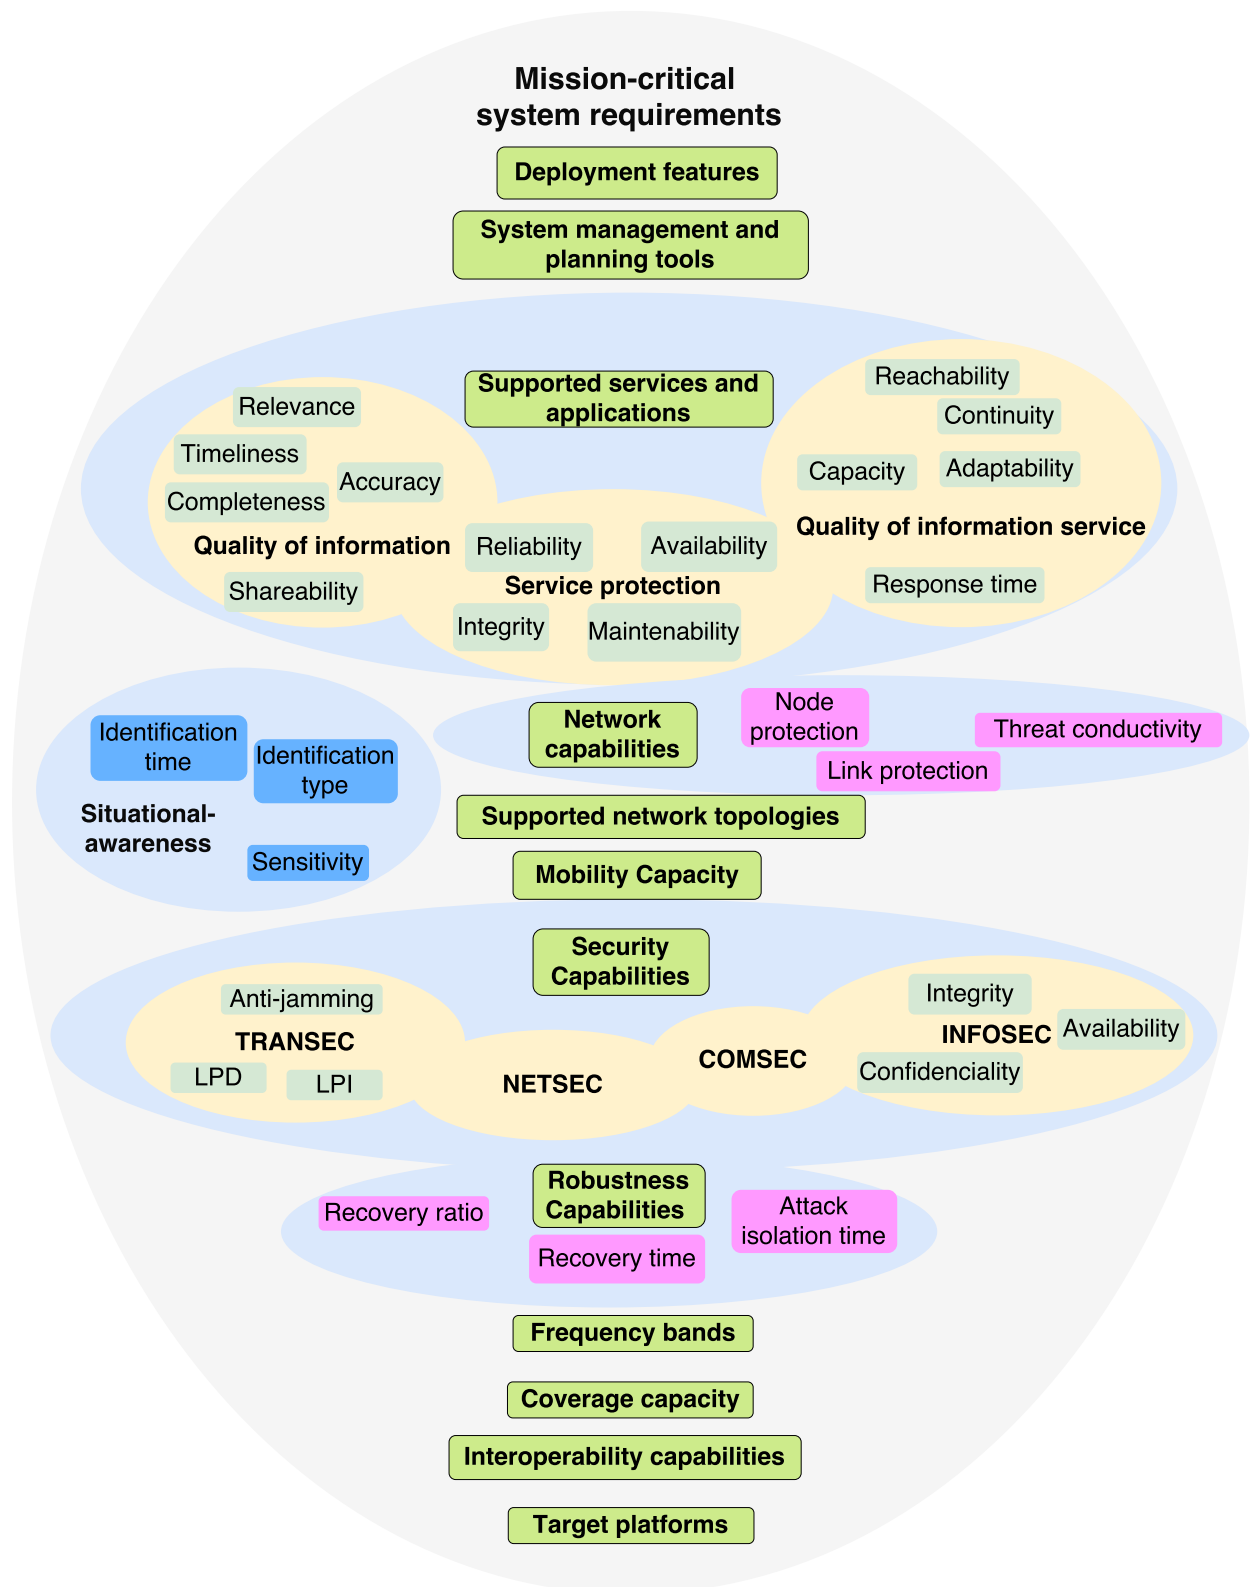 Mission-critical
system requirements
Deployment features
System management and
planning tools
Supported services and
applications
Relevance
Timeliness
Accuracy
Completeness
Quality of information
Shareability
Reliability
Availability
Service protection
Integrity
Maintenability
Reachability
Continuity
Capacity
Adaptability
Quality of information service
Response time
Identification
time
Identification
type
Situational-
awareness
Sensitivity
Network
capabilities
Node
protection
Threat conductivity
Link protection
Supported network topologies
Mobility Capacity
Security
Capabilities
Anti-jamming
TRANSEC
LPD
LPI
NETSEC
COMSEC
Integrity
INFOSEC
Availability
Confidenciality
Robustness
Capabilities
Recovery ratio
Recovery time
Attack
isolation time
Frequency bands
Coverage capacity
Interoperability capabilities
Target platforms